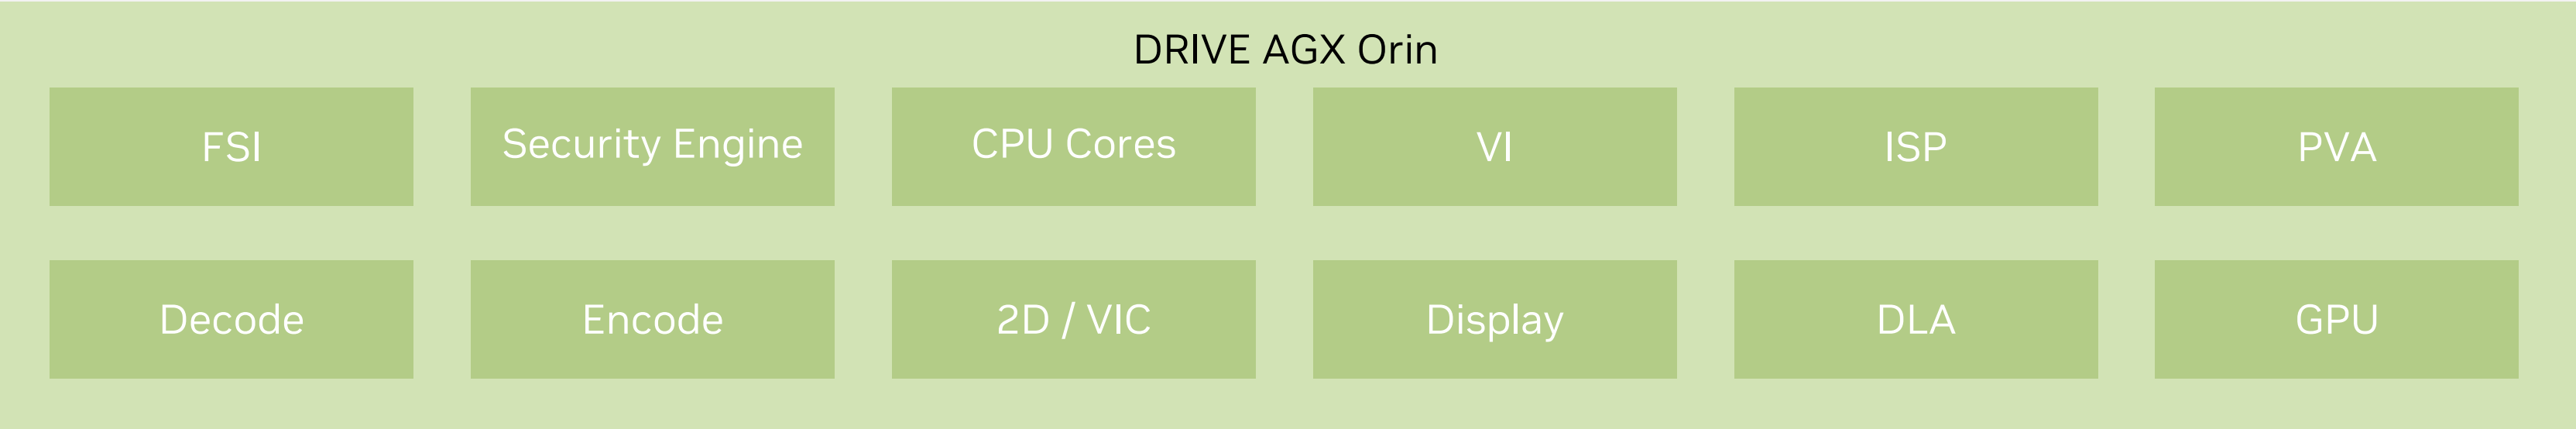 DRIVE AGX Orin
FSI
Security Engine
CPU Cores
VI
ISP
PVA
Decode
Encode
2D / VIC
Display
DLA
GPU